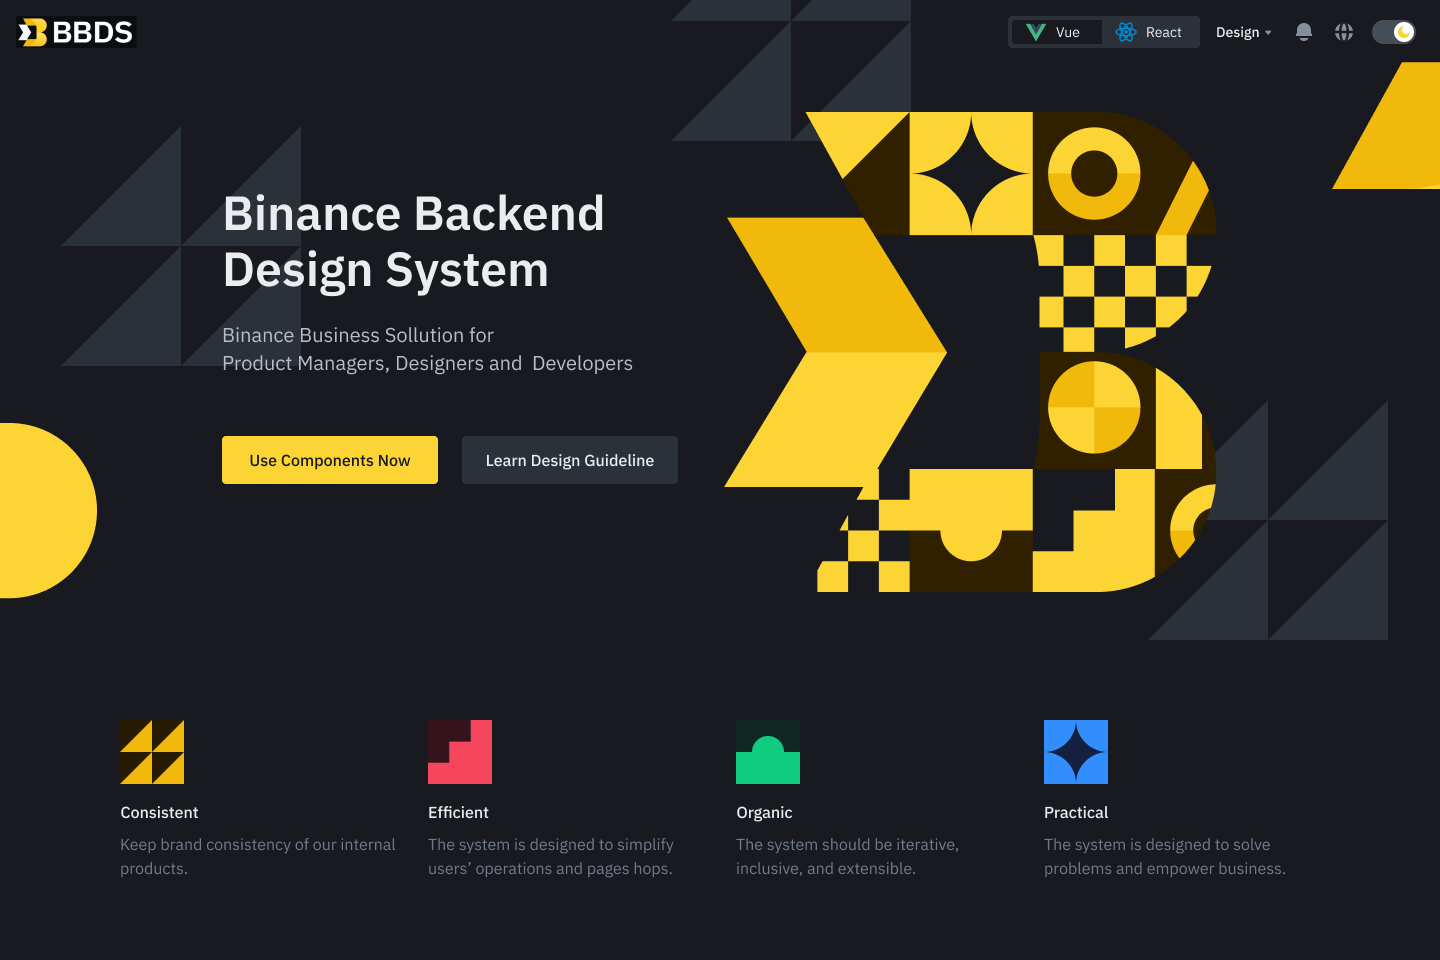 BBDS
Vue
React
Design
Binance Backend
Design System
Binance Business Sollution for
Product Managers, Designers and  Developers
Use Components Now
Learn Design Guideline
Consistent
Keep brand consistency of our internal
products.
Efficient
The system is designed to simplify
users’ operations and pages hops.
Organic
The system should be iterative,
inclusive, and extensible.
Practical
The system is designed to solve
problems and empower business.